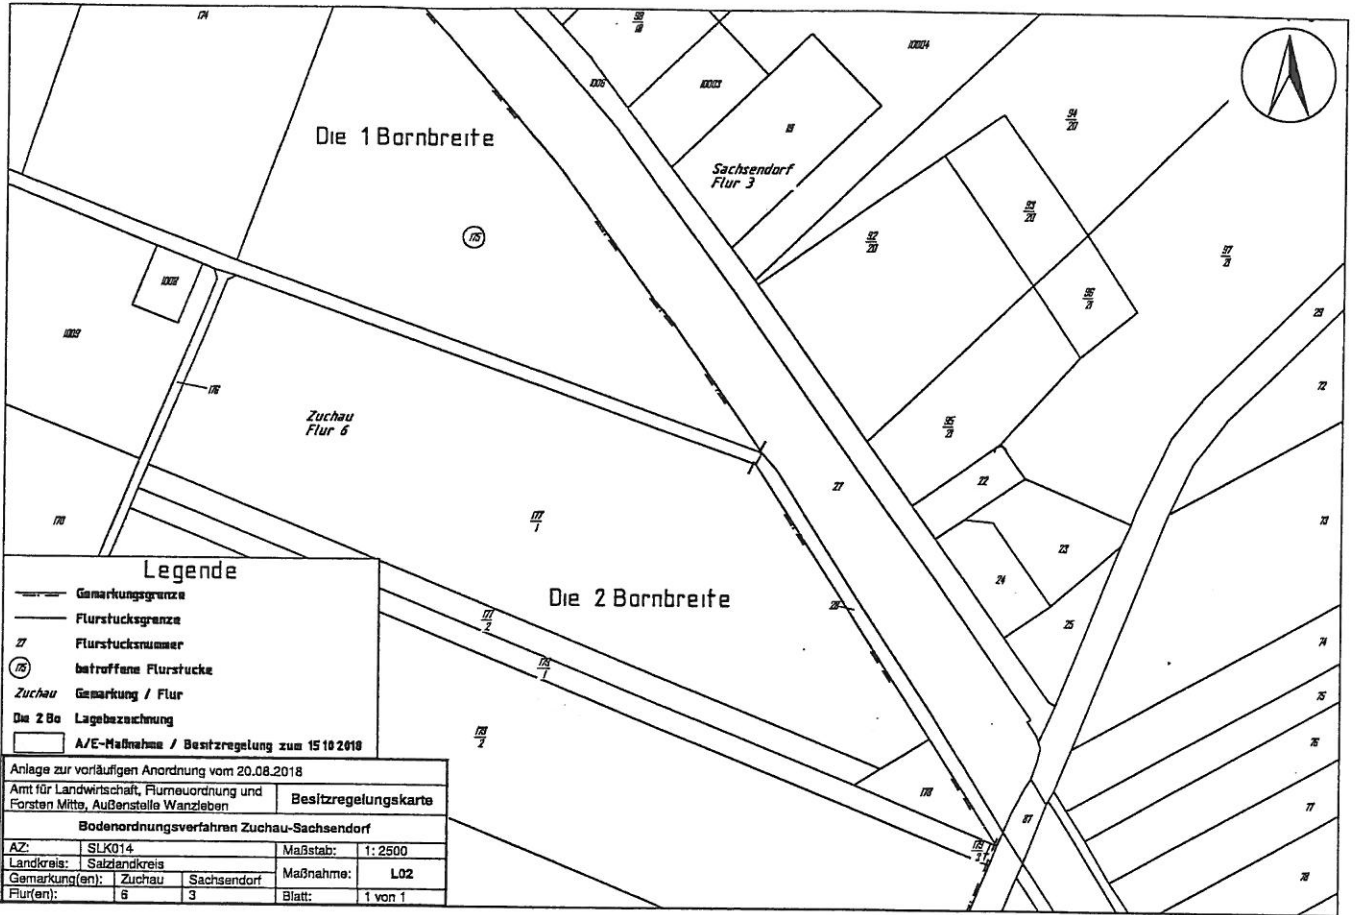 174
98
18
10004
1006
10003
94
20
Die 1 Bornbreite
18
Sachsendorf
Flur 3
93
20
92
20
175
97
21
1002
96
21
29
1009
72
176
Zuchau
Flur 6
95
21
22
27
170
177
1
73
23
24
Legende
Gemarkungsgrenze
Flurstucksgrenze
27 Flurstucksnummer
175 betroffene Flurstucke
Zuchau Gemarkung / Flur
Die 2 Bo Lagebezeichnung
A/E-Maßnahme / Besitzregelung zum 15 10 2018
Die 2 Bornbreite
28
25
177
2
74
179
1
75
178
2
76
178
77
87
78
Anlage zur vorläufigen Anordnung vom 20.08.2018
Amt für Landwirtschaft, Flurneuordnung und
Forsten Mitte, Außenstelle Wanzleben
Besitzregelungskarte
Bodenordnungsverfahren Zuchau-Sachsendorf
AZ: SLK014 Maßstab: 1: 2500
Landkreis: Salzlandkreis Maßnahme: L02
Gemarkung(en): Zuchau Sachsendorf
Flur(en): 6 3 Blatt: 1 von 1